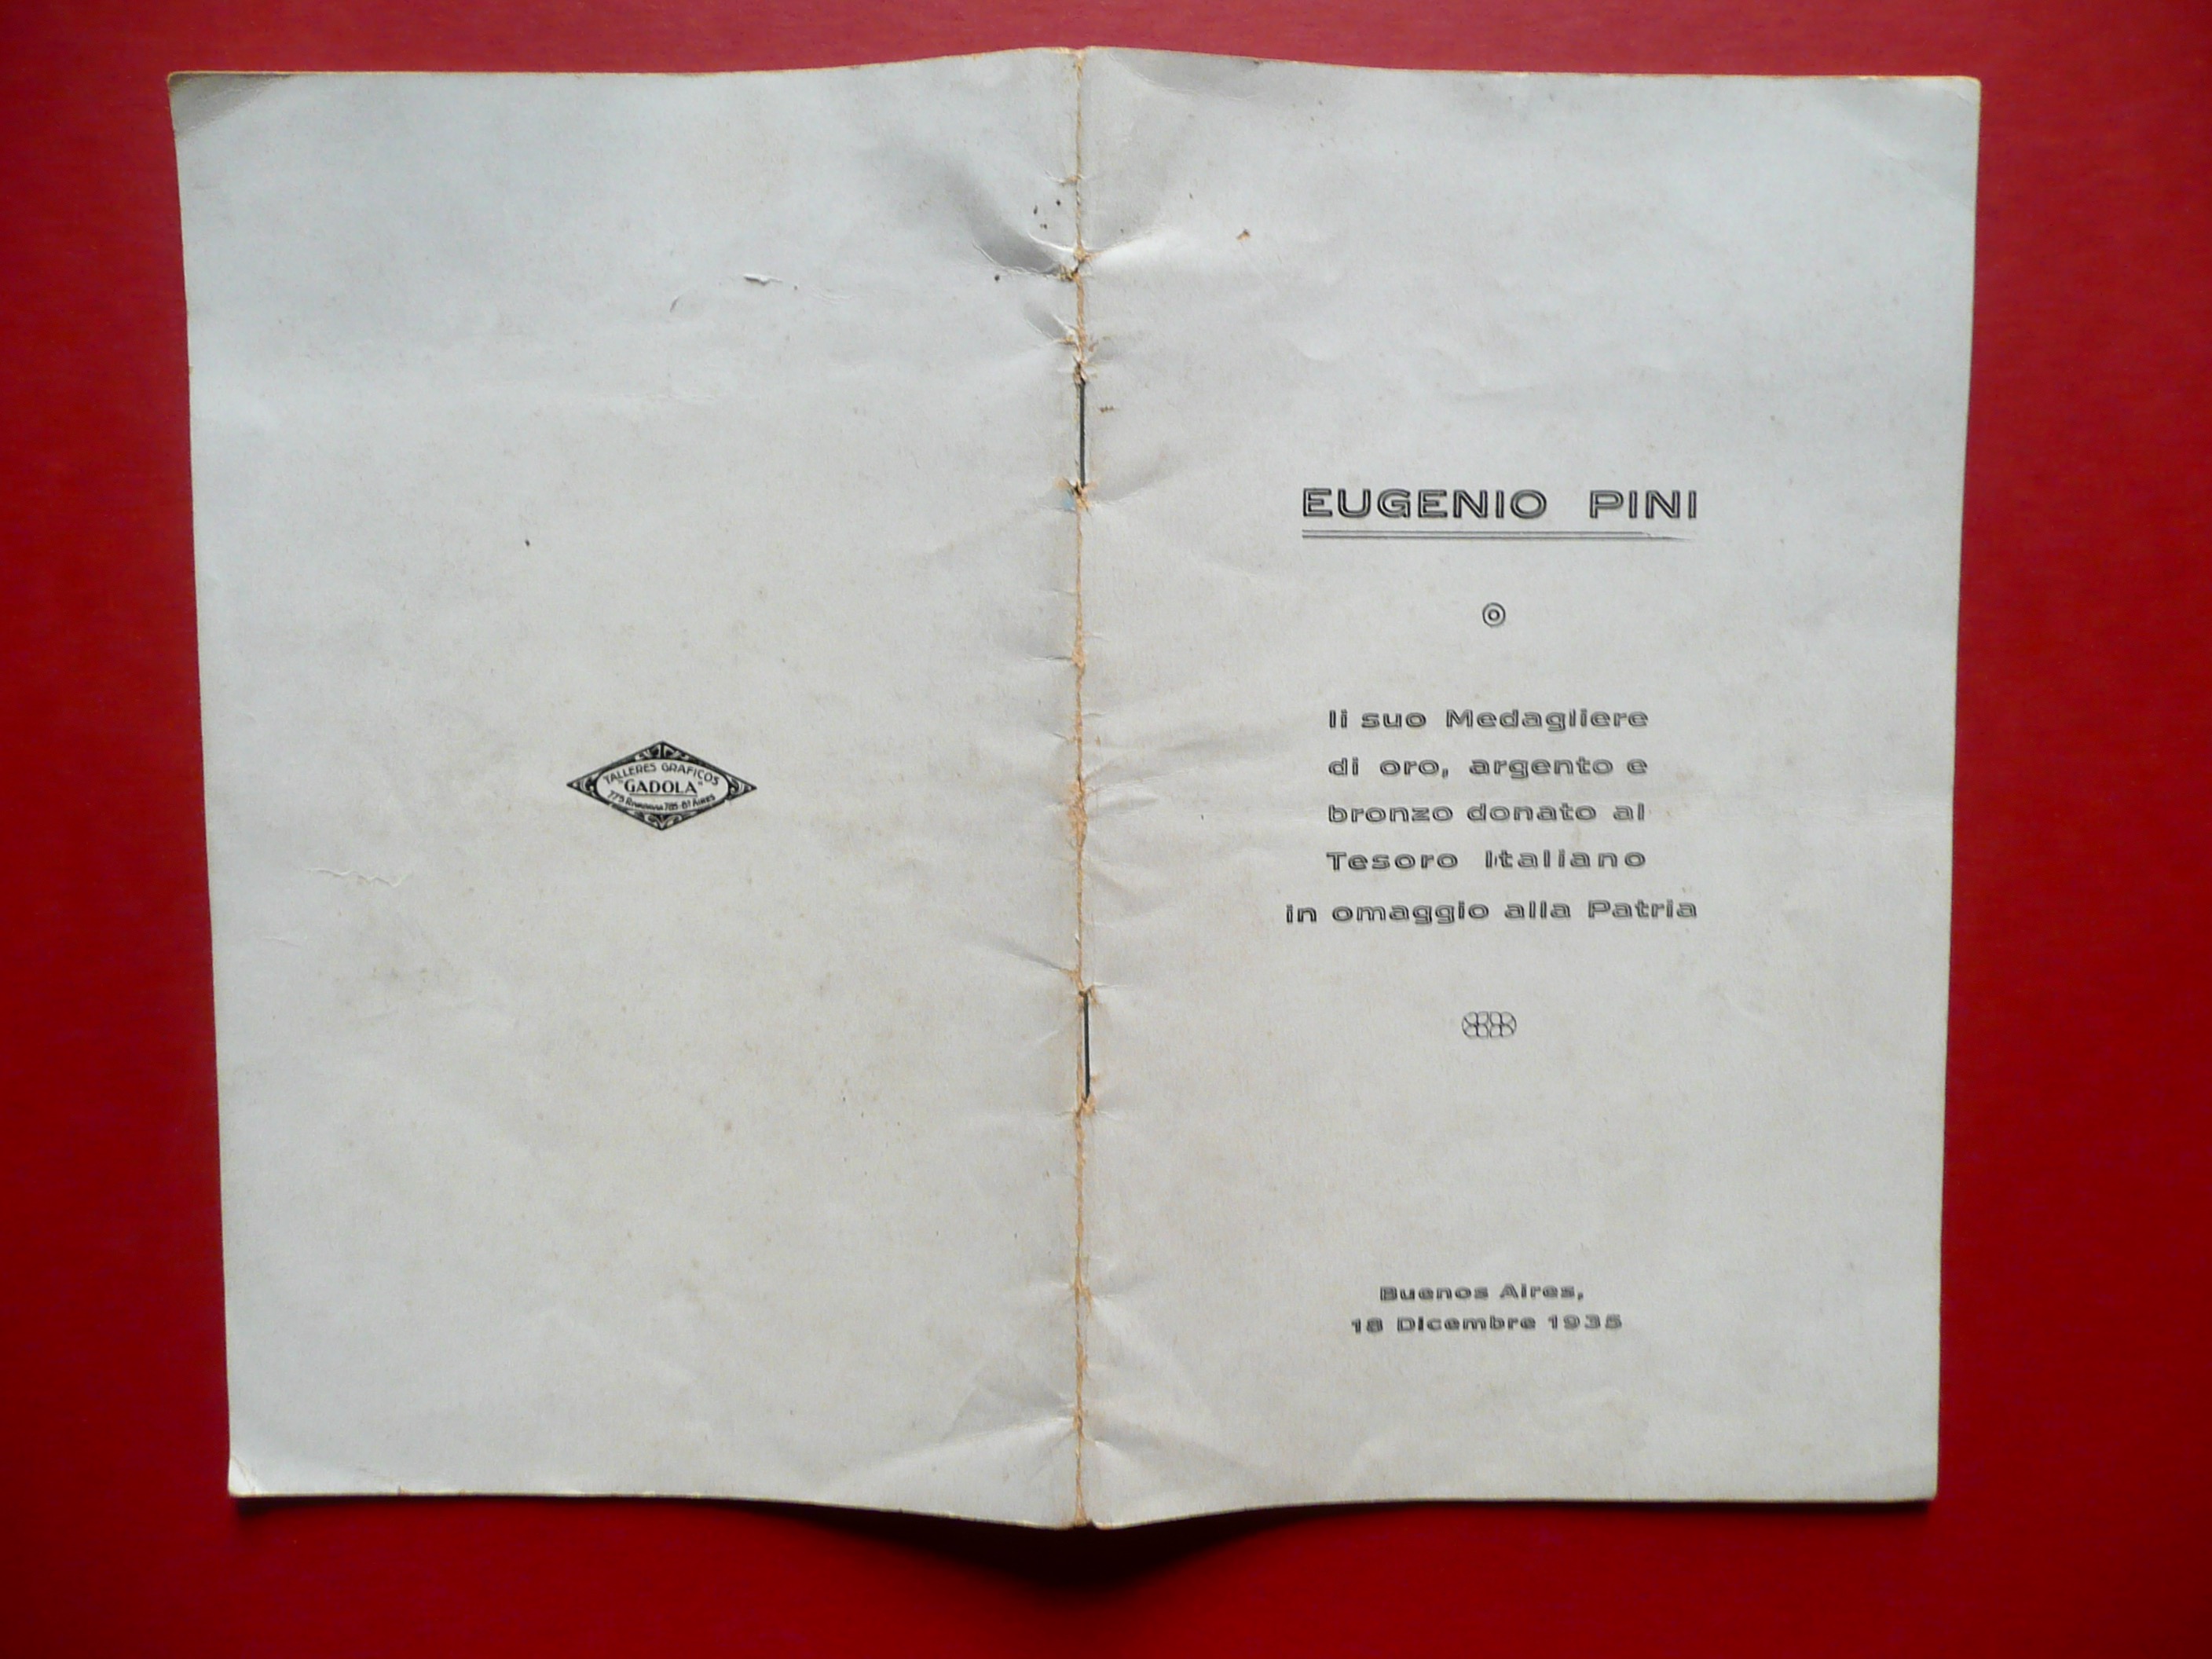 TALLERES GRAFICOS
"GADOLA"
EUGENIO PINI
Il suo Medagliere
di oro, argento e
bronzo donato al
Tesoro Italiano
in omaggio alla Patria
Buenos Aires,
18 Dicembre 1935